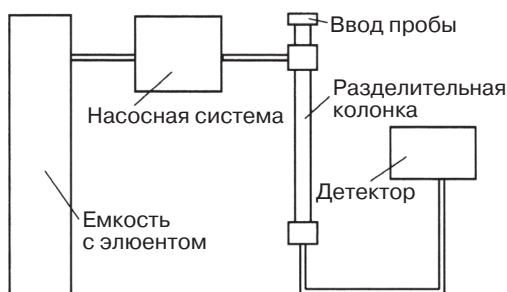 Ввод пробы
Насосная система
Разделительная
колонка
Детектор
Емкость
с элюентом